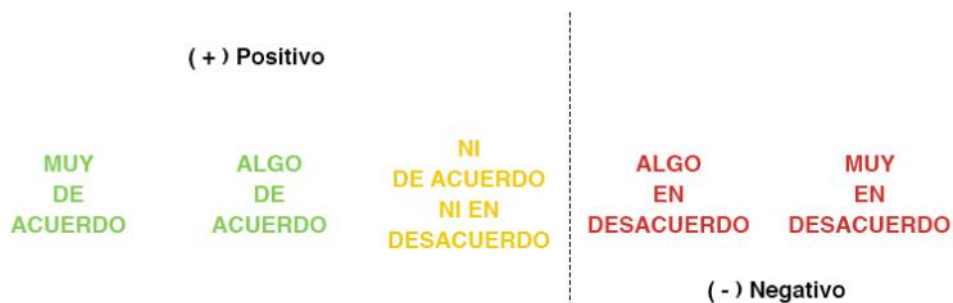 ( + ) Positivo
MUY
DE
ACUERDO
ALGO
DE
ACUERDO
NI
DE ACUERDO
NI EN
DESACUERDO
ALGO
EN
DESACUERDO
MUY
EN
DESACUERDO
( - ) Negativo